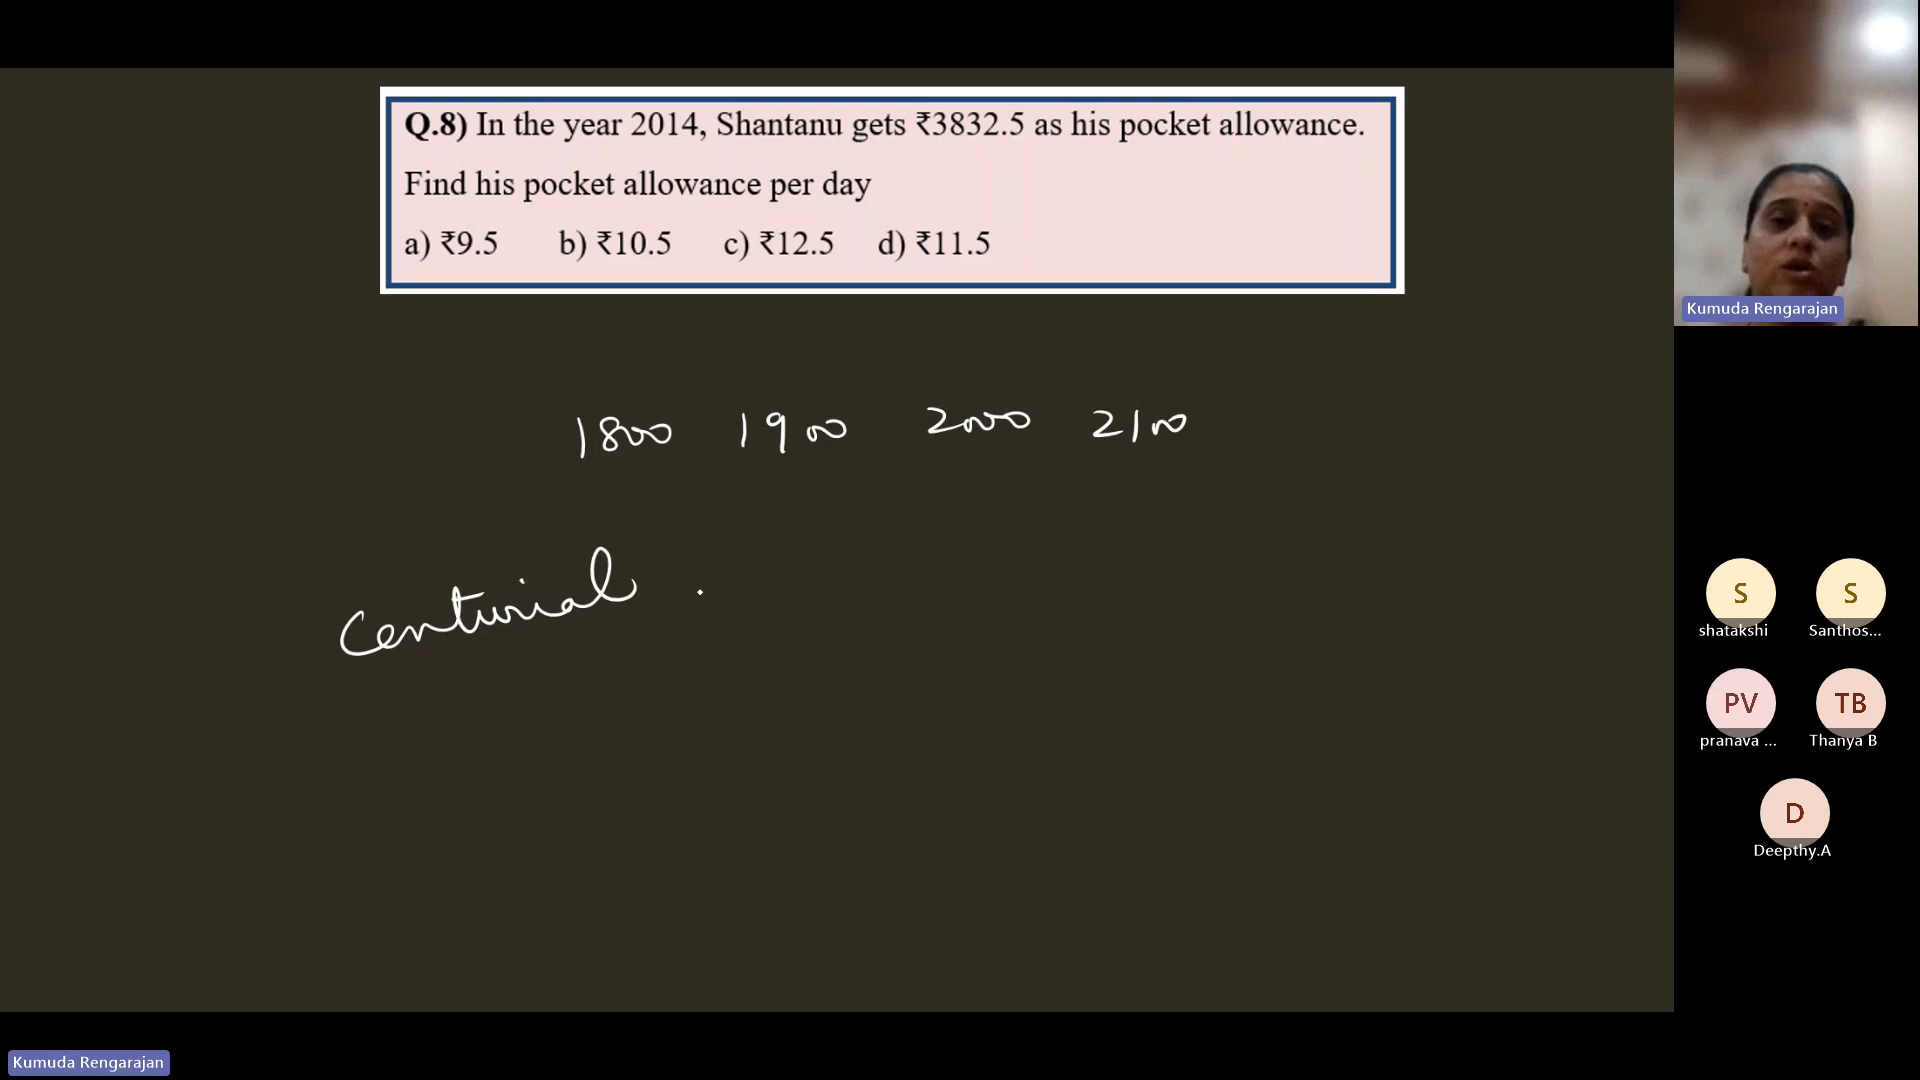 Q.8) In the year 2014, Shantanu gets ₹3832.5 as his pocket allowance.
Find his pocket allowance per day
a) ₹9.5 b) ₹10.5 c) ₹12.5 d) ₹11.5
1800 1900 2000 2100
Centurial
Kumuda Rengarajan
S S
shatakshi Santhos...
PV TB
pranava ... Thanya B
D
Deepthy.A
Kumuda Rengarajan